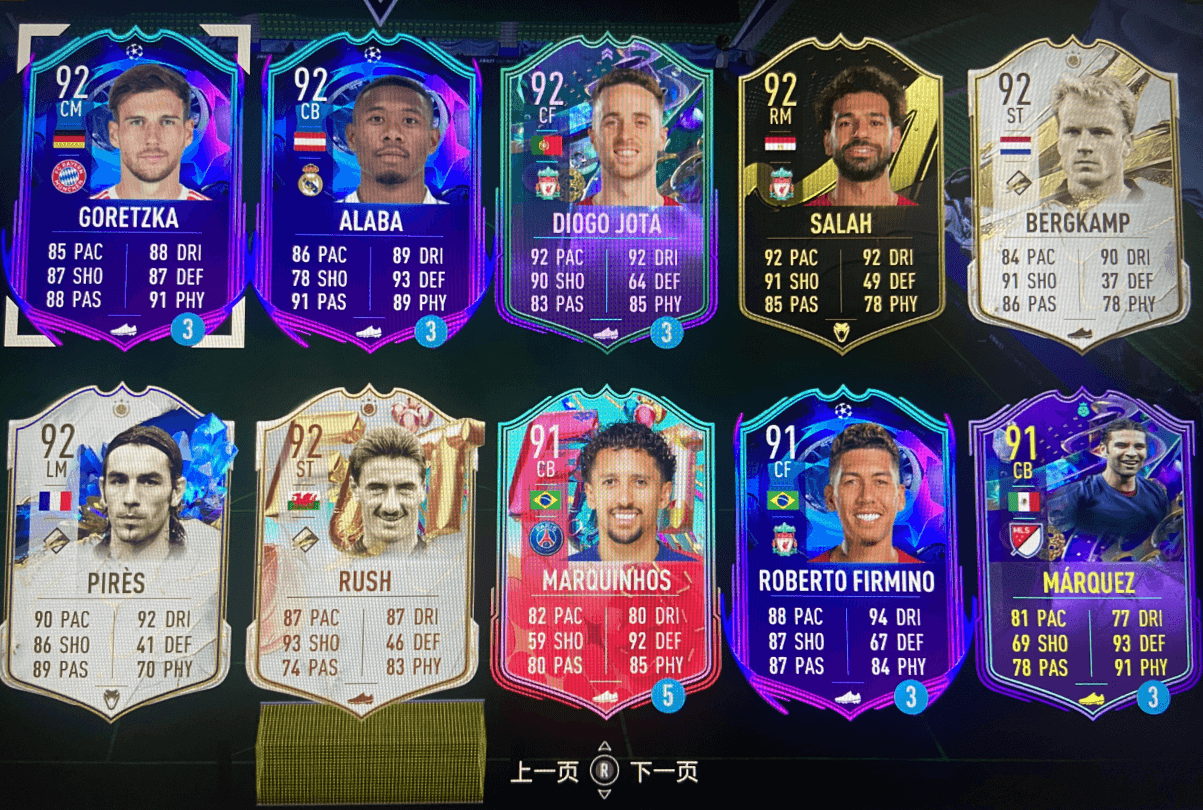 92
CM
GORETZKA
85 PAC 88 DRI
87 SHO 87 DEF
88 PAS 91 PHY
3
92
CB
ALABA
86 PAC 89 DRI
78 SHO 93 DEF
91 PAS 89 PHY
3
92
CF
DIOGO JOTA
92 PAC 92 DRI
90 SHO 64 DEF
83 PAS 85 PHY
3
92
RM
SALAH
92 PAC 92 DRI
91 SHO 49 DEF
85 PAS 78 PHY
92
ST
BERGKAMP
84 PAC 90 DRI
91 SHO 37 DEF
86 PAS 78 PHY
92
LM
PIRÈS
90 PAC 92 DRI
86 SHO 41 DEF
89 PAS 70 PHY
92
ST
RUSH
87 PAC 87 DRI
93 SHO 46 DEF
74 PAS 83 PHY
91
CB
MARQUINHOS
82 PAC 80 DRI
59 SHO 92 DEF
80 PAS 85 PHY
5
91
CF
ROBERTO FIRMINO
88 PAC 94 DRI
87 SHO 67 DEF
87 PAS 84 PHY
3
91
CB
MLS
MÁRQUEZ
81 PAC 77 DRI
69 SHO 93 DEF
78 PAS 91 PHY
3
上一页 R 下一页